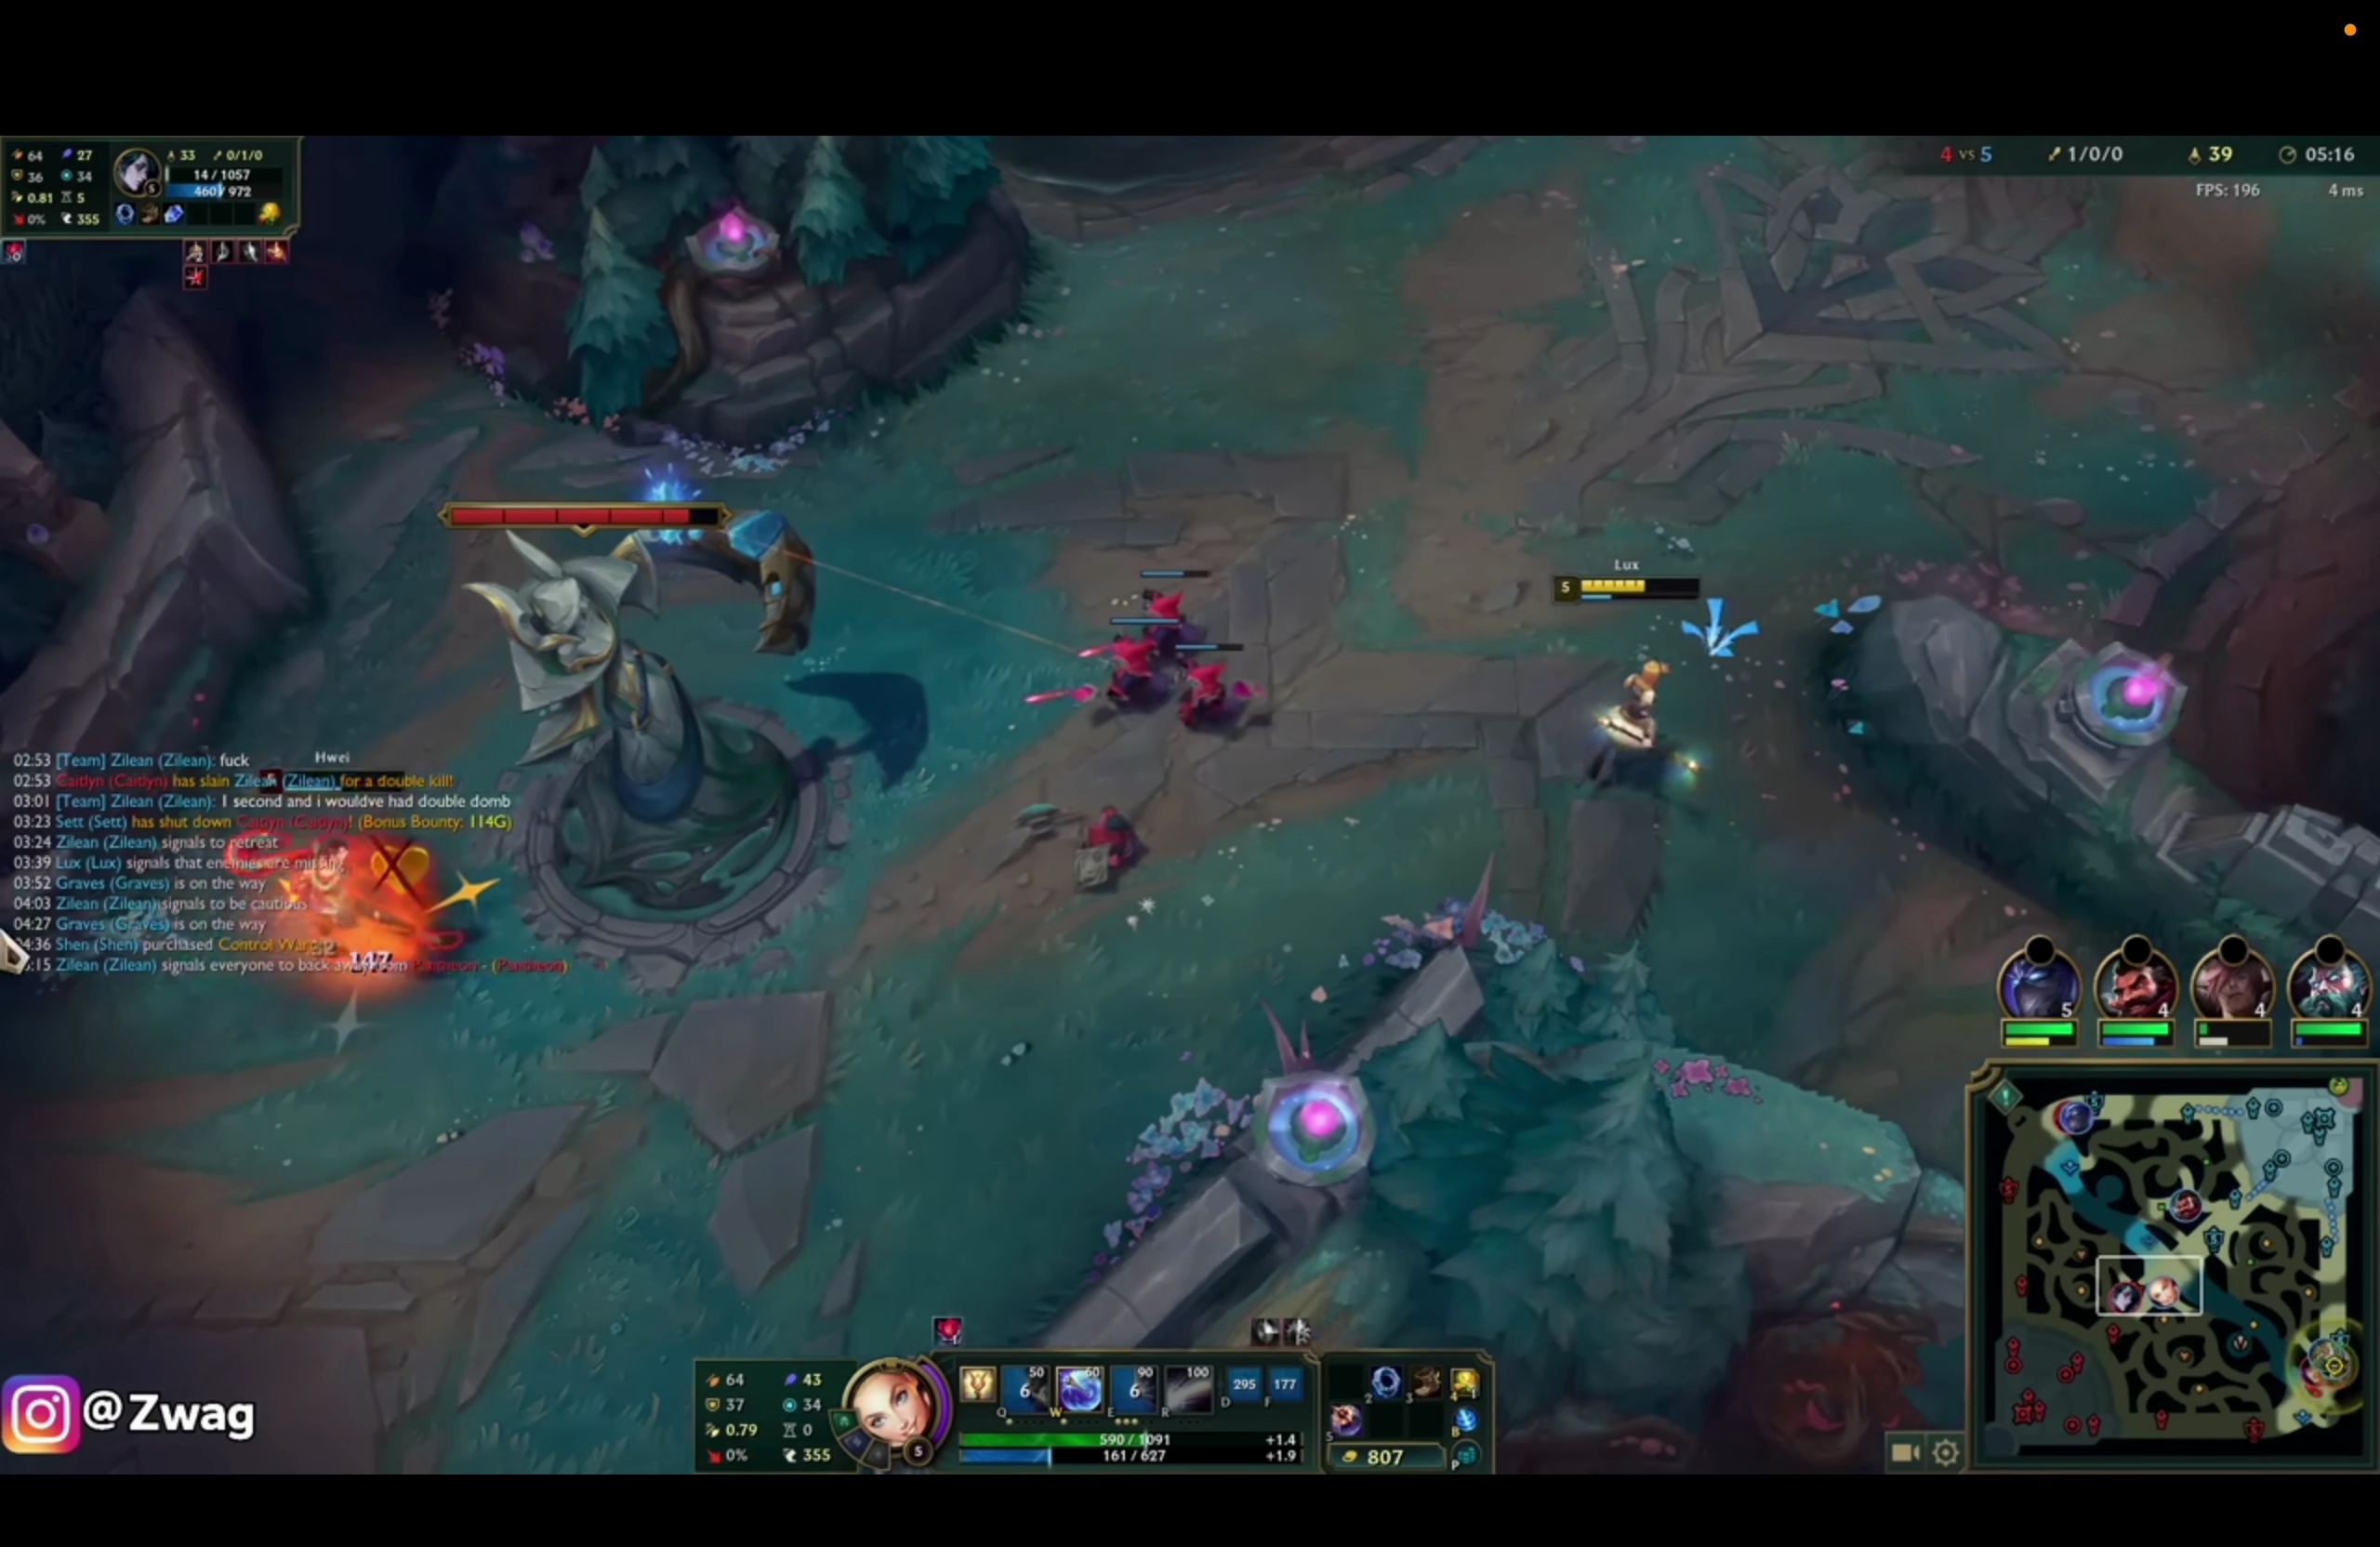 64 27 33 0/1/0
36 34 14 / 1057
0.81 5 460 / 972
0% 355
5
4 vs 5 1/0/0 39 05:16
FPS: 196 4 ms
Lux
5
Hwei
02:53 [Team] Zilean (Zilean): fuck
02:53 Caitlyn (Caitlyn) has slain Zilean (Zilean) for a double kill!
03:01 [Team] Zilean (Zilean): 1 second and i wouldve had double domb
03:23 Sett (Sett) has shut down Caitlyn (Caitlyn)! (Bonus Bounty: 114G)
03:24 Zilean (Zilean) signals to retreat
03:39 Lux (Lux) signals that enemies are missing
03:52 Graves (Graves) is on the way
04:03 Zilean (Zilean) signals to be cautious
04:27 Graves (Graves) is on the way
04:36 Shen (Shen) purchased Control Ward
:15 Zilean (Zilean) signals everyone to back away from Pantheon - (Pantheon)
147
5 4 4 4
@Zwag
64 43
37 34
0.79 0
0% 355
5
50 60 90 100
6 6 295 177
Q W E R D F
590 / 1091 +1.4
161 / 627 +1.9
2 3 4
5 B
807 P